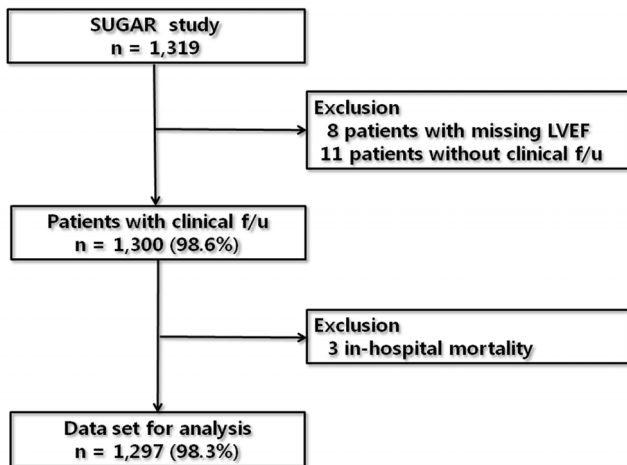 SUGAR study
n = 1,319
Exclusion
8 patients with missing LVEF
11 patients without clinical f/u
Patients with clinical f/u
n = 1,300 (98.6%)
Exclusion
3 in-hospital mortality
Data set for analysis
n = 1,297 (98.3%)